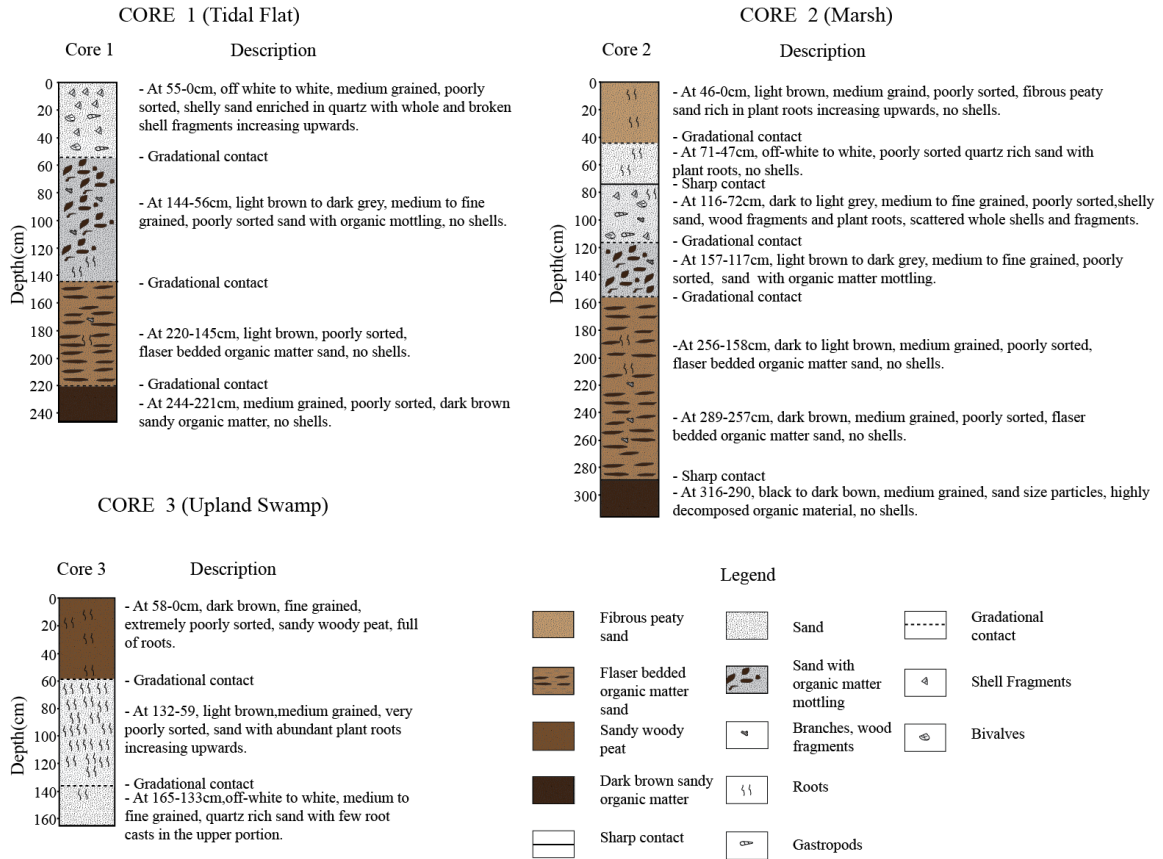 CORE 1 (Tidal Flat)
Core 1
Description
Depth(cm)
0
20
40
60
80
100
120
140
160
180
200
220
240
- At 55-0cm, off white to white, medium grained, poorly
sorted, shelly sand enriched in quartz with whole and broken
shell fragments increasing upwards.
- Gradational contact
- At 144-56cm, light brown to dark grey, medium to fine
grained, poorly sorted sand with organic mottling, no shells.
- Gradational contact
- At 220-145cm, light brown, poorly sorted,
flaser bedded organic matter sand, no shells.
- Gradational contact
- At 244-221cm, medium grained, poorly sorted, dark brown
sandy organic matter, no shells.
CORE 2 (Marsh)
Core 2
Description
Depth(cm)
0
20
40
60
80
100
120
140
160
180
200
220
240
260
280
300
- At 46-0cm, light brown, medium graind, poorly sorted, fibrous peaty
sand rich in plant roots increasing upwards, no shells.
- Gradational contact
- At 71-47cm, off-white to white, poorly sorted quartz rich sand with
plant roots, no shells.
- Sharp contact
- At 116-72cm, dark to light grey, medium to fine grained, poorly sorted,shelly
sand, wood fragments and plant roots, scattered whole shells and fragments.
- Gradational contact
- At 157-117cm, light brown to dark grey, medium to fine grained, poorly
sorted, sand with organic matter mottling.
- Gradational contact
-At 256-158cm, dark to light brown, medium grained, poorly sorted,
flaser bedded organic matter sand, no shells.
- At 289-257cm, dark brown, medium grained, poorly sorted, flaser
bedded organic matter sand, no shells.
- Sharp contact
- At 316-290, black to dark bown, medium grained, sand size particles, highly
decomposed organic material, no shells.
CORE 3 (Upland Swamp)
Core 3
Description
Depth(cm)
0
20
40
60
80
100
120
140
160
- At 58-0cm, dark brown, fine grained,
extremely poorly sorted, sandy woody peat, full
of roots.
- Gradational contact
- At 132-59, light brown,medium grained, very
poorly sorted, sand with abundant plant roots
increasing upwards.
- Gradational contact
- At 165-133cm,off-white to white, medium to
fine grained, quartz rich sand with few root
casts in the upper portion.
Legend
Fibrous peaty
sand
Flaser bedded
organic matter
sand
Sandy woody
peat
Dark brown sandy
organic matter
Sharp contact
Sand
Sand with
organic matter
mottling
Branches, wood
fragments
Roots
Gastropods
Gradational
contact
Shell Fragments
Bivalves